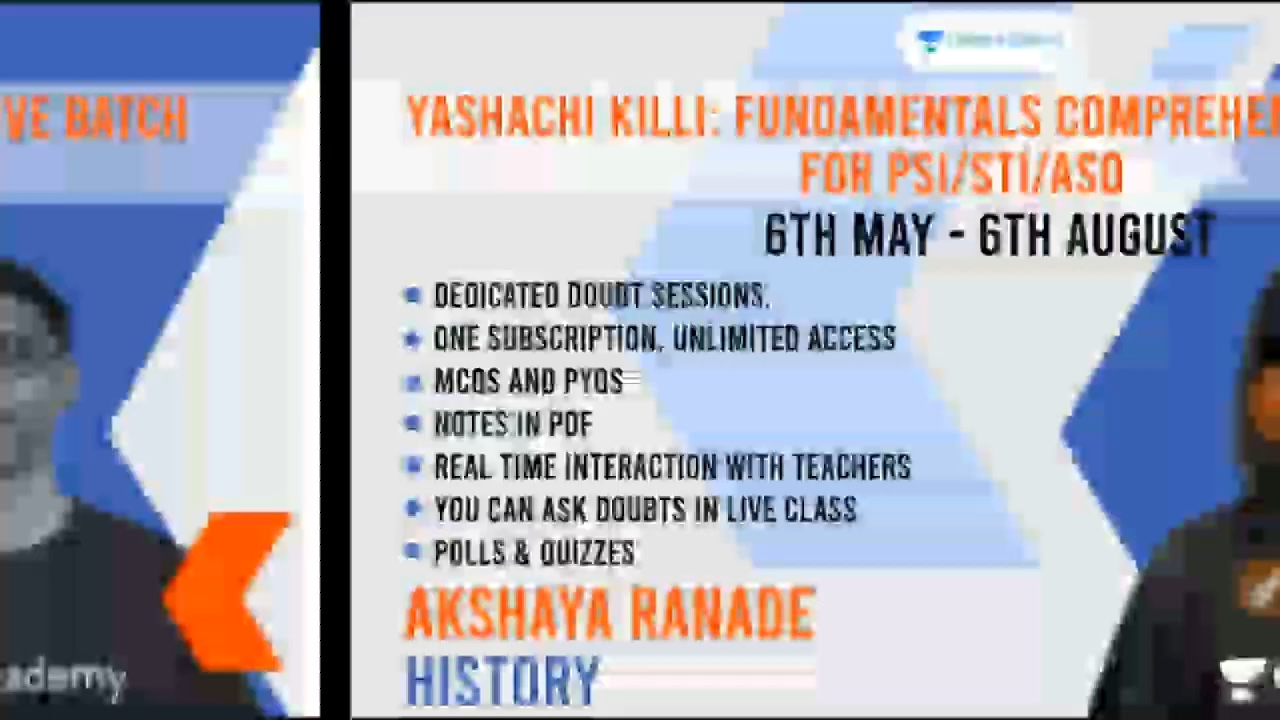 VE BATCH
ademy
YASHACHI KILLI: FUNDAMENTALS COMPREHE
FOR PSI/STI/ASO
6TH MAY - 6TH AUGUST
DEDICATED DOUBT SESSIONS.
ONE SUBSCRIPTION, UNLIMITED ACCESS
MCQS AND PYQS
NOTES IN PDF
REAL TIME INTERACTION WITH TEACHERS
YOU CAN ASK DOUBTS IN LIVE CLASS
POLLS & QUIZZES
AKSHAYA RANADE
HISTORY